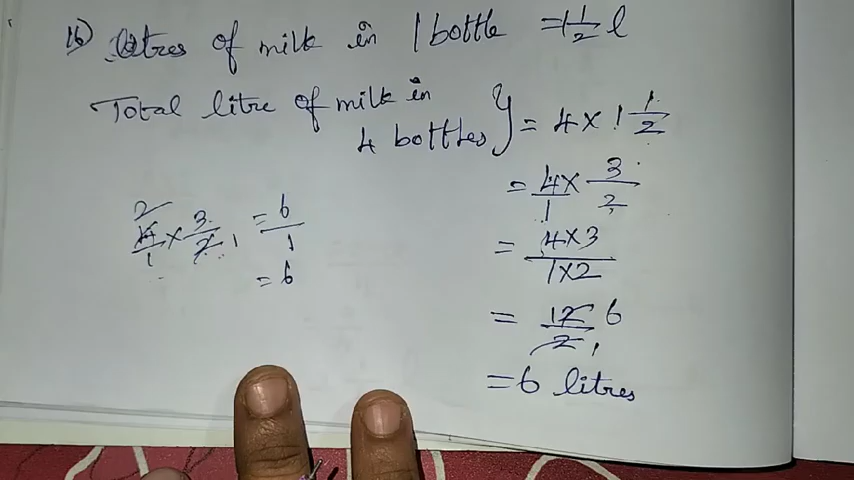 16) litres of milk in 1 bottle = 1 1/2 l
Total litre of milk in
4 bottles } = 4 × 1 1/2
= 4/1 × 3/2
= 4×3/1×2
= 12/2 6 1
= 6 litres
2 4/1 × 3/2 1 = 6/1
= 6